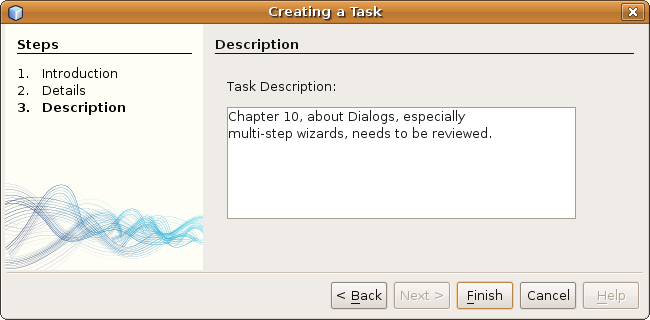 Creating a Task
Steps
1. Introduction
2. Details
3. Description
Description
Task Description:
Chapter 10, about Dialogs, especially
multi-step wizards, needs to be reviewed.
< Back
Next >
Finish
Cancel
Help